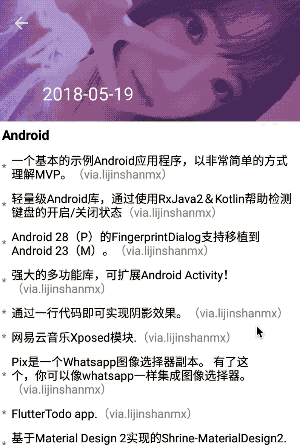 2018-05-19
Android
* 一个基本的示例Android应用程序，以非常简单的方式
理解MVP。（via.lijinshanmx）
* 轻量级Android库，通过使用RxJava2＆Kotlin帮助检测
键盘的开启/关闭状态（via.lijinshanmx）
* Android 28（P）的FingerprintDialog支持移植到
Android 23（M）。（via.lijinshanmx）
* 强大的多功能库，可扩展Android Activity！
（via.lijinshanmx）
* 通过一行代码即可实现阴影效果。（via.lijinshanmx）
* 网易云音乐Xposed模块.（via.lijinshanmx）
Pix是一个Whatsapp图像选择器副本。 有了这
* 个，你可以像whatsapp一样集成图像选择器。
（via.lijinshanmx）
* FlutterTodo app.（via.lijinshanmx）
* 基于Material Design 2实现的Shrine-MaterialDesign2.